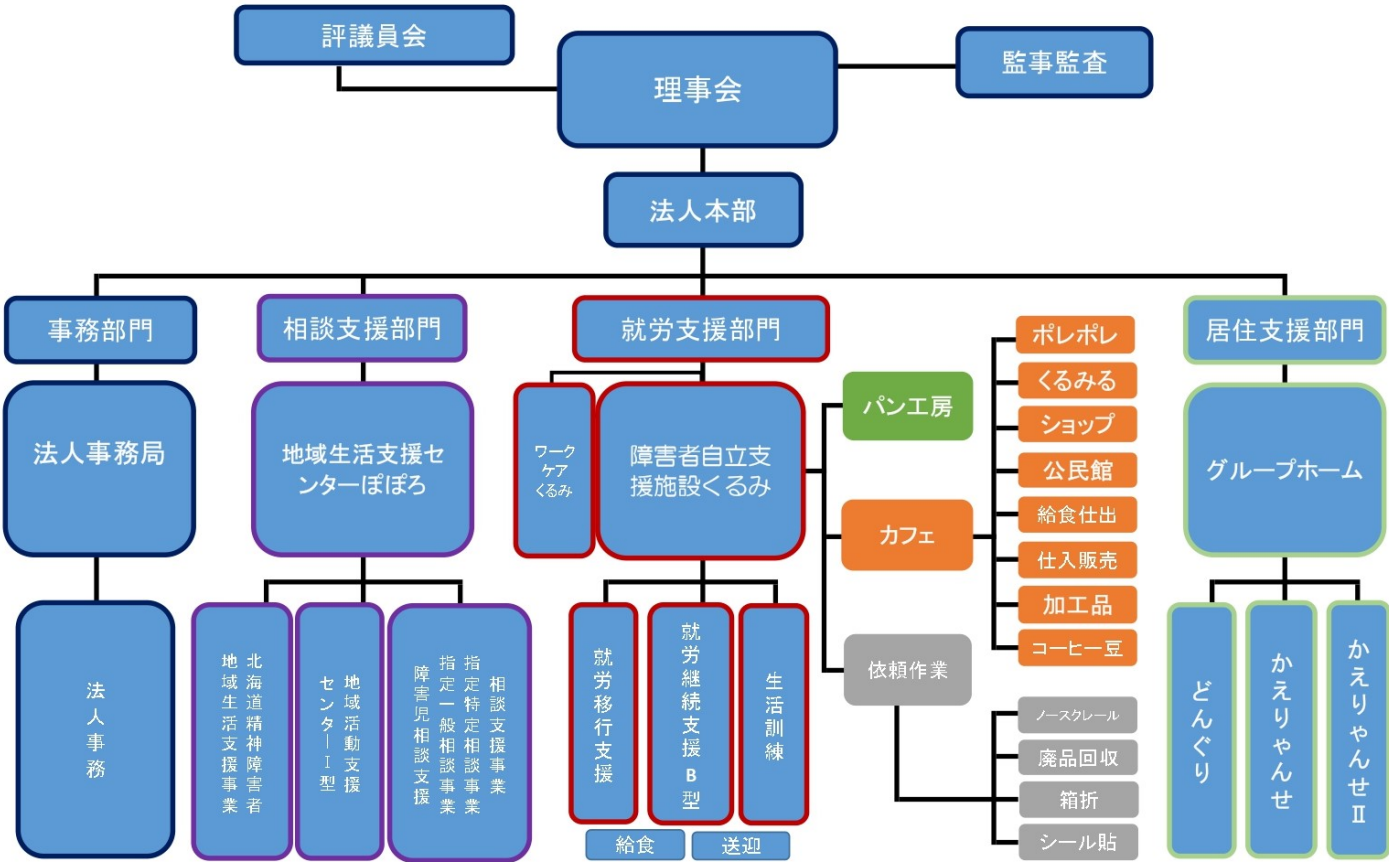 評議員会
理事会
監事監査
法人本部
事務部門
相談支援部門
就労支援部門
居住支援部門
法人事務局
地域生活支援セ
ンターぽぽろ
ワーク
ケア
くるみ
障害者自立支
援施設くるみ
パン工房
カフェ
依頼作業
ポレポレ
くるみる
ショップ
公民館
給食仕出
仕入販売
加工品
コーヒー豆
ノースクレール
廃品回収
箱折
シール貼
グループホーム
法人事務
北海道精神障害者
地域生活支援事業
地域活動支援
センターⅠ型
相談支援事業
指定特定相談事業
指定一般相談事業
障害児相談支援
就労移行支援
就労継続支援B型
生活訓練
給食
送迎
どんぐり
かえりゃんせ
かえりゃんせⅡ